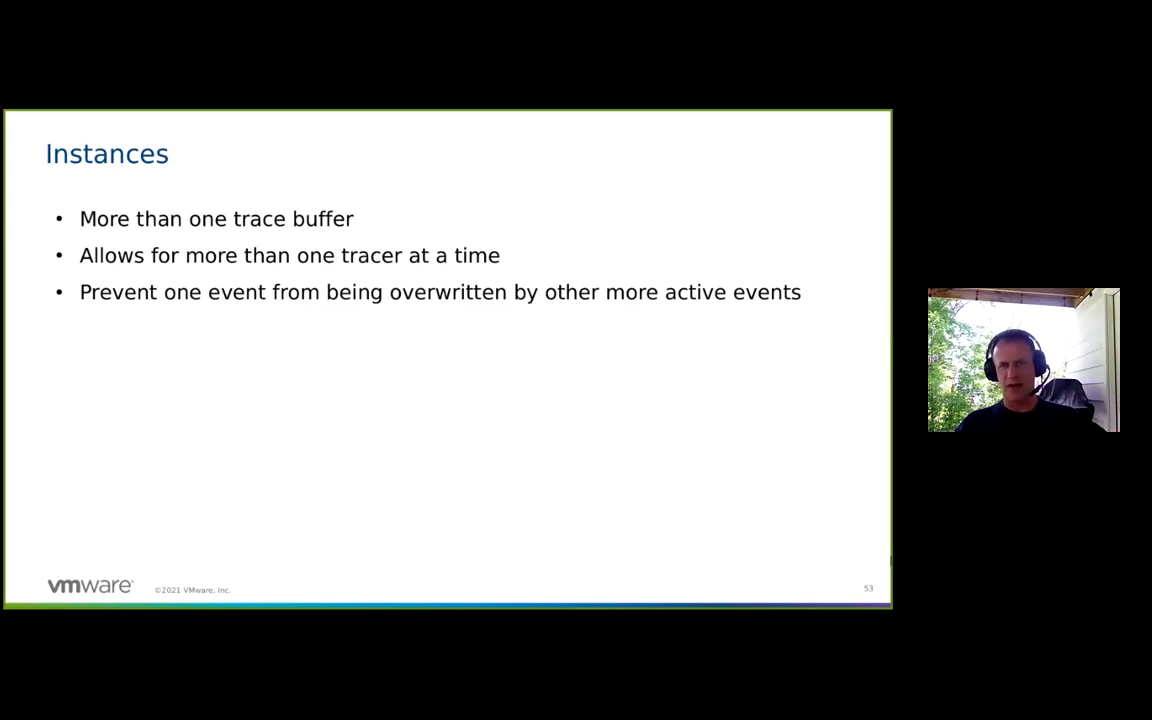 Instances
• More than one trace buffer
• Allows for more than one tracer at a time
• Prevent one event from being overwritten by other more active events
vmware®
©2021 VMware, Inc.
53